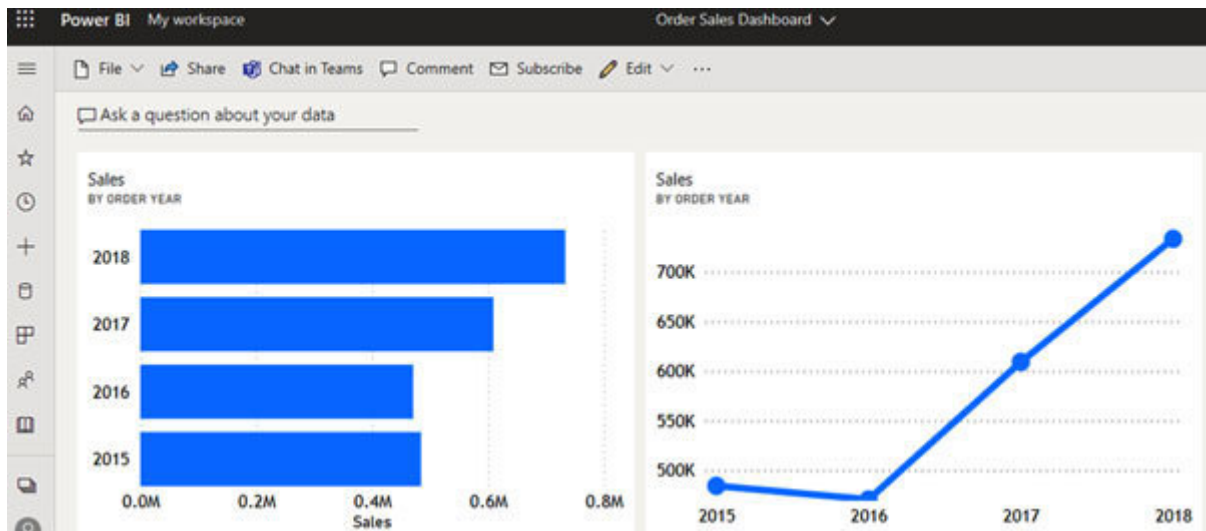 Power BI My workspace Order Sales Dashboard
File Share Chat in Teams Comment Subscribe Edit ...
Ask a question about your data
Sales
BY ORDER YEAR
2018
2017
2016
2015
0.0M 0.2M 0.4M 0.6M 0.8M
Sales
Sales
BY ORDER YEAR
700K
650K
600K
550K
500K
2015 2016 2017 2018